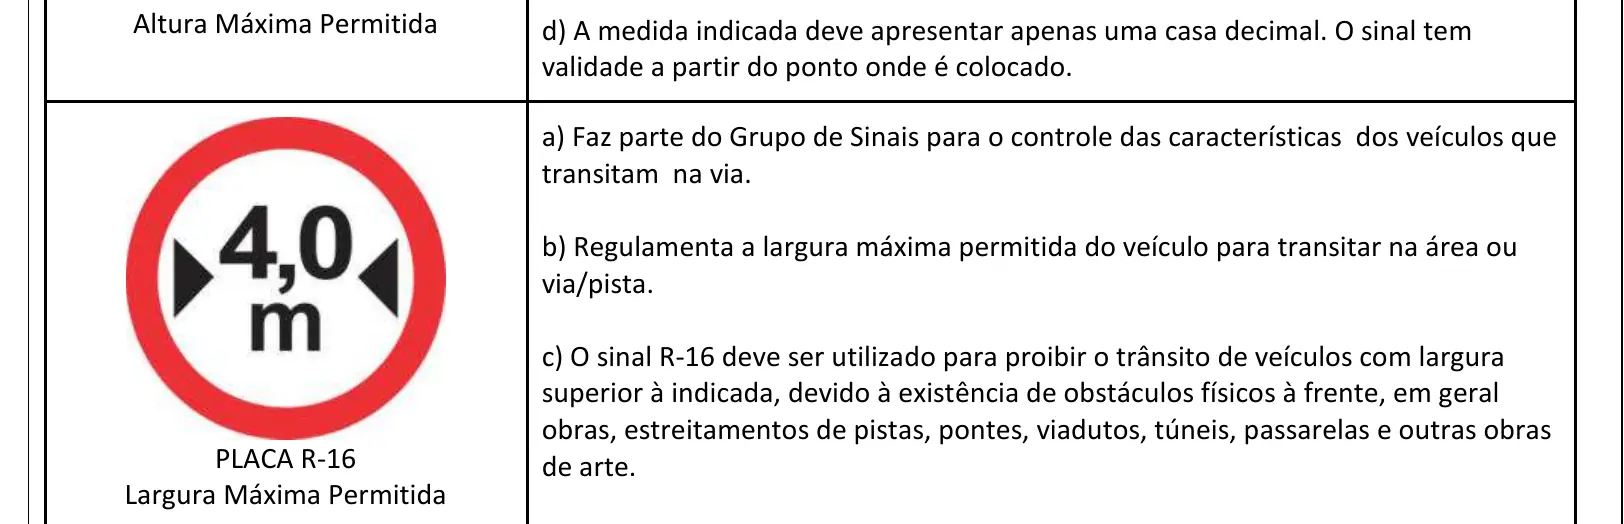 Altura Máxima Permitida
d) A medida indicada deve apresentar apenas uma casa decimal. O sinal tem
validade a partir do ponto onde é colocado.
4,0
m
PLACA R-16
Largura Máxima Permitida
a) Faz parte do Grupo de Sinais para o controle das características  dos veículos que
transitam  na via.
b) Regulamenta a largura máxima permitida do veículo para transitar na área ou
via/pista.
c) O sinal R-16 deve ser utilizado para proibir o trânsito de veículos com largura
superior à indicada, devido à existência de obstáculos físicos à frente, em geral
obras, estreitamentos de pistas, pontes, viadutos, túneis, passarelas e outras obras
de arte.